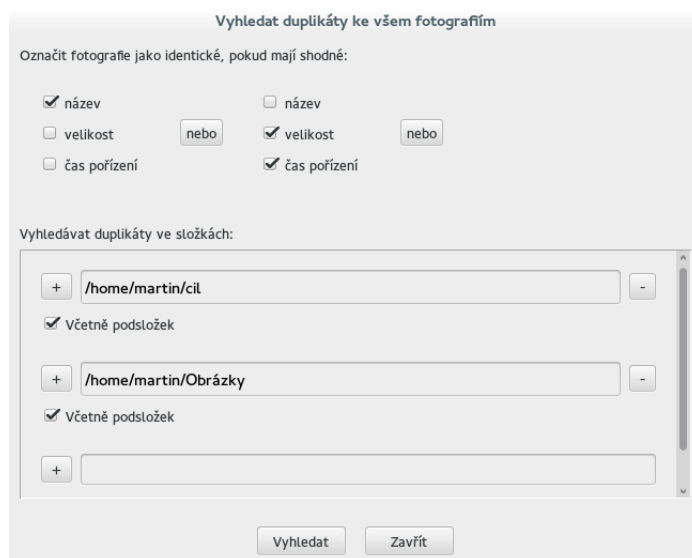 Vyhledat duplikáty ke všem fotografiím
Označit fotografie jako identické, pokud mají shodné:
název název
velikost nebo velikost nebo
čas pořízení čas pořízení
Vyhledávat duplikáty ve složkách:
+ /home/martin/cil -
Včetně podsložek
+ /home/martin/Obrázky -
Včetně podsložek
+
Vyhledat Zavřít